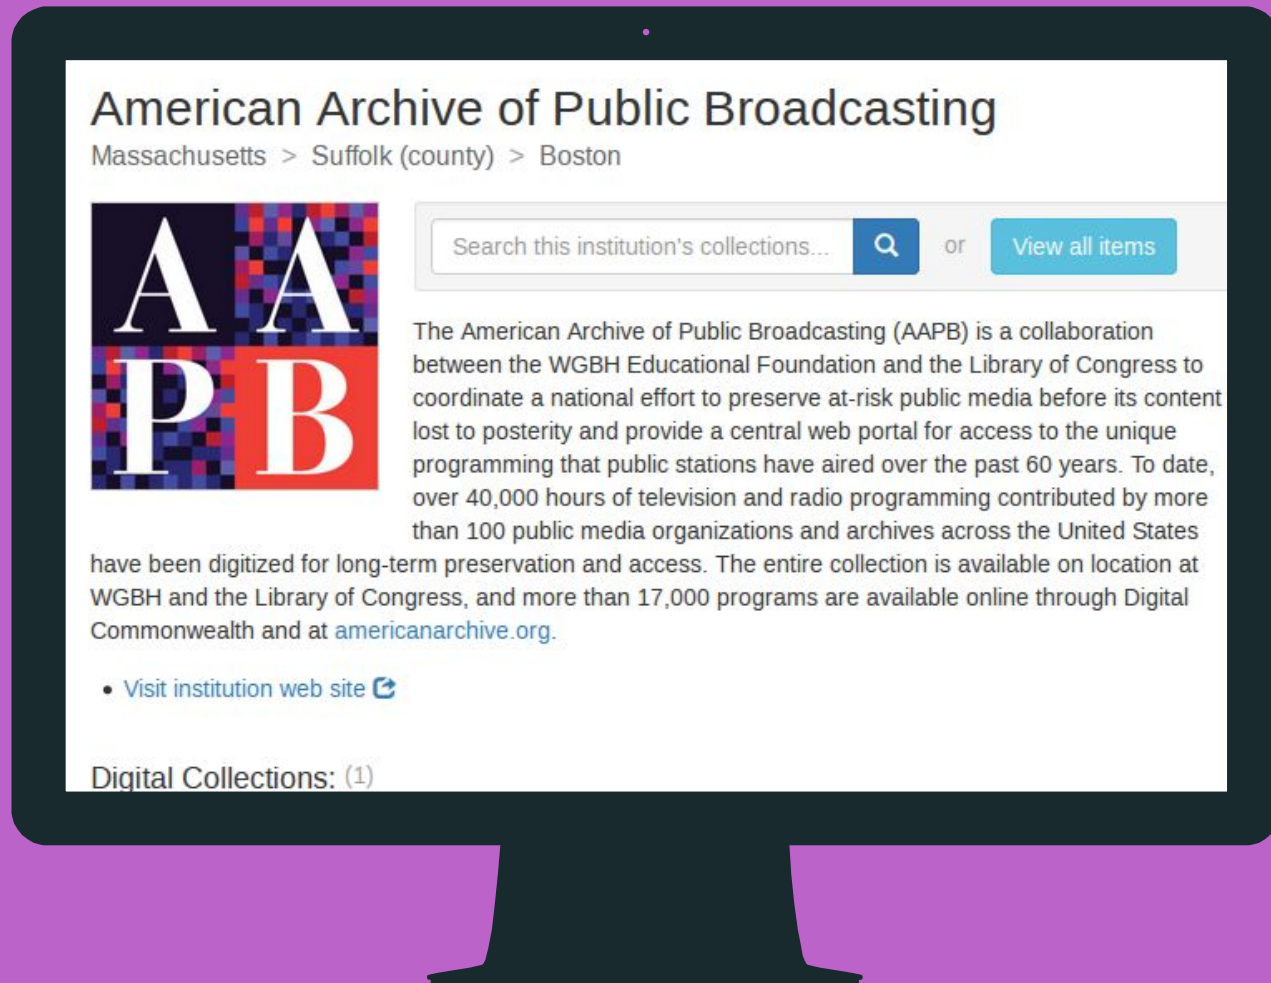 American Archive of Public Broadcasting
Massachusetts > Suffolk (county) > Boston
A A
P B
Search this institution's collections...
or
View all items
The American Archive of Public Broadcasting (AAPB) is a collaboration
between the WGBH Educational Foundation and the Library of Congress to
coordinate a national effort to preserve at-risk public media before its content
lost to posterity and provide a central web portal for access to the unique
programming that public stations have aired over the past 60 years. To date,
over 40,000 hours of television and radio programming contributed by more
than 100 public media organizations and archives across the United States
have been digitized for long-term preservation and access. The entire collection is available on location at
WGBH and the Library of Congress, and more than 17,000 programs are available online through Digital
Commonwealth and at americanarchive.org.
• Visit institution web site
Digital Collections: (1)